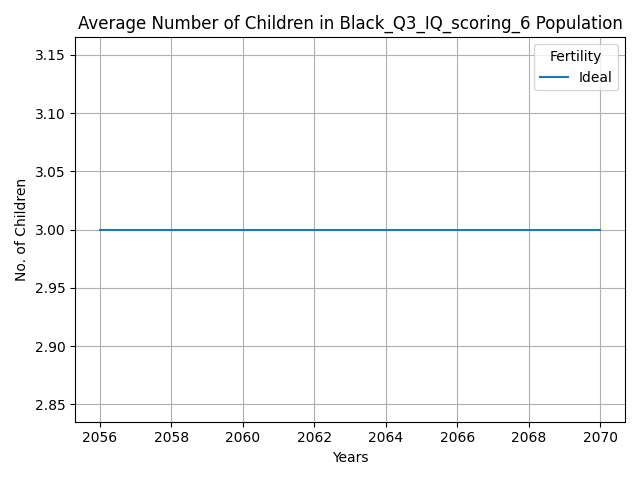 Average Number of Children in Black_Q3_IQ_scoring_6 Population
Fertility
Ideal
3.15
3.10
3.05
3.00
2.95
2.90
2.85
No. of Children
2056 2058 2060 2062 2064 2066 2068 2070
Years